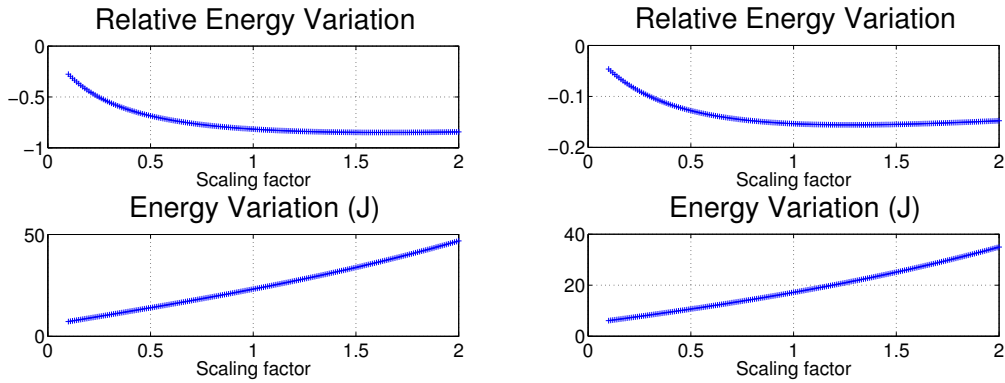 Relative Energy Variation
0
−0.5
−1
0 0.5 1 1.5 2
Scaling factor
Energy Variation (J)
50
0
0 0.5 1 1.5 2
Scaling factor
Relative Energy Variation
0
−0.1
−0.2
0 0.5 1 1.5 2
Scaling factor
Energy Variation (J)
40
20
0
0 0.5 1 1.5 2
Scaling factor